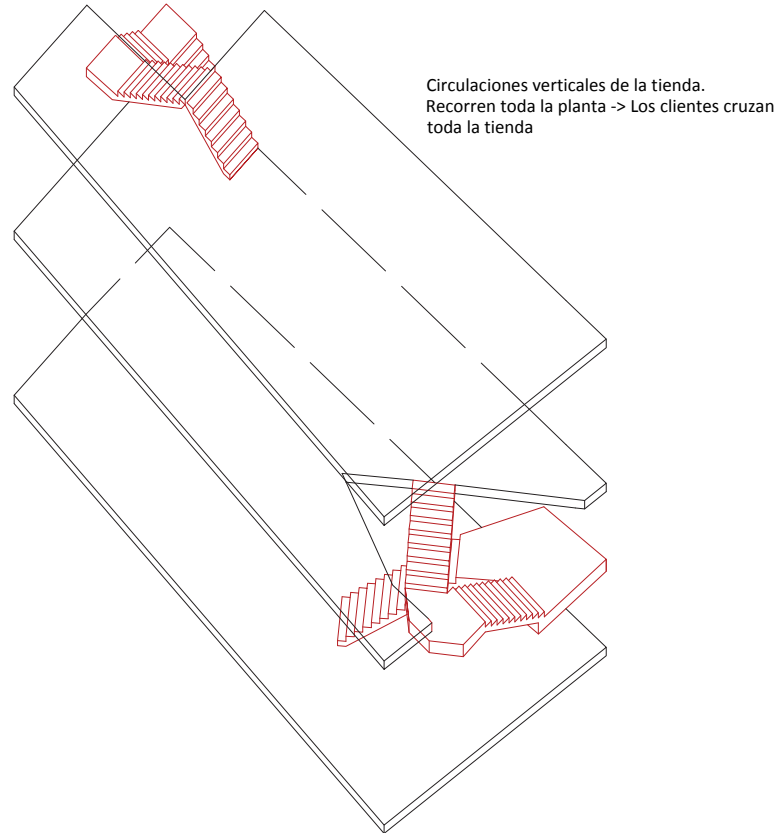 Circulaciones verticales de la tienda.
Recorren toda la planta -> Los clientes cruzan
toda la tienda